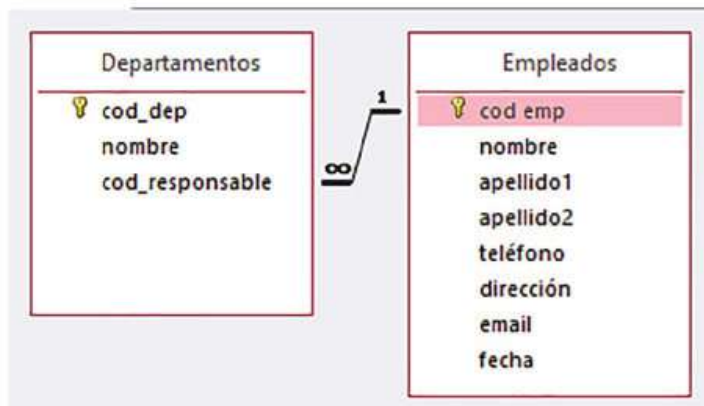 Departamentos
cod_dep
nombre
cod_responsable
∞
1
Empleados
cod emp
nombre
apellido1
apellido2
teléfono
dirección
email
fecha